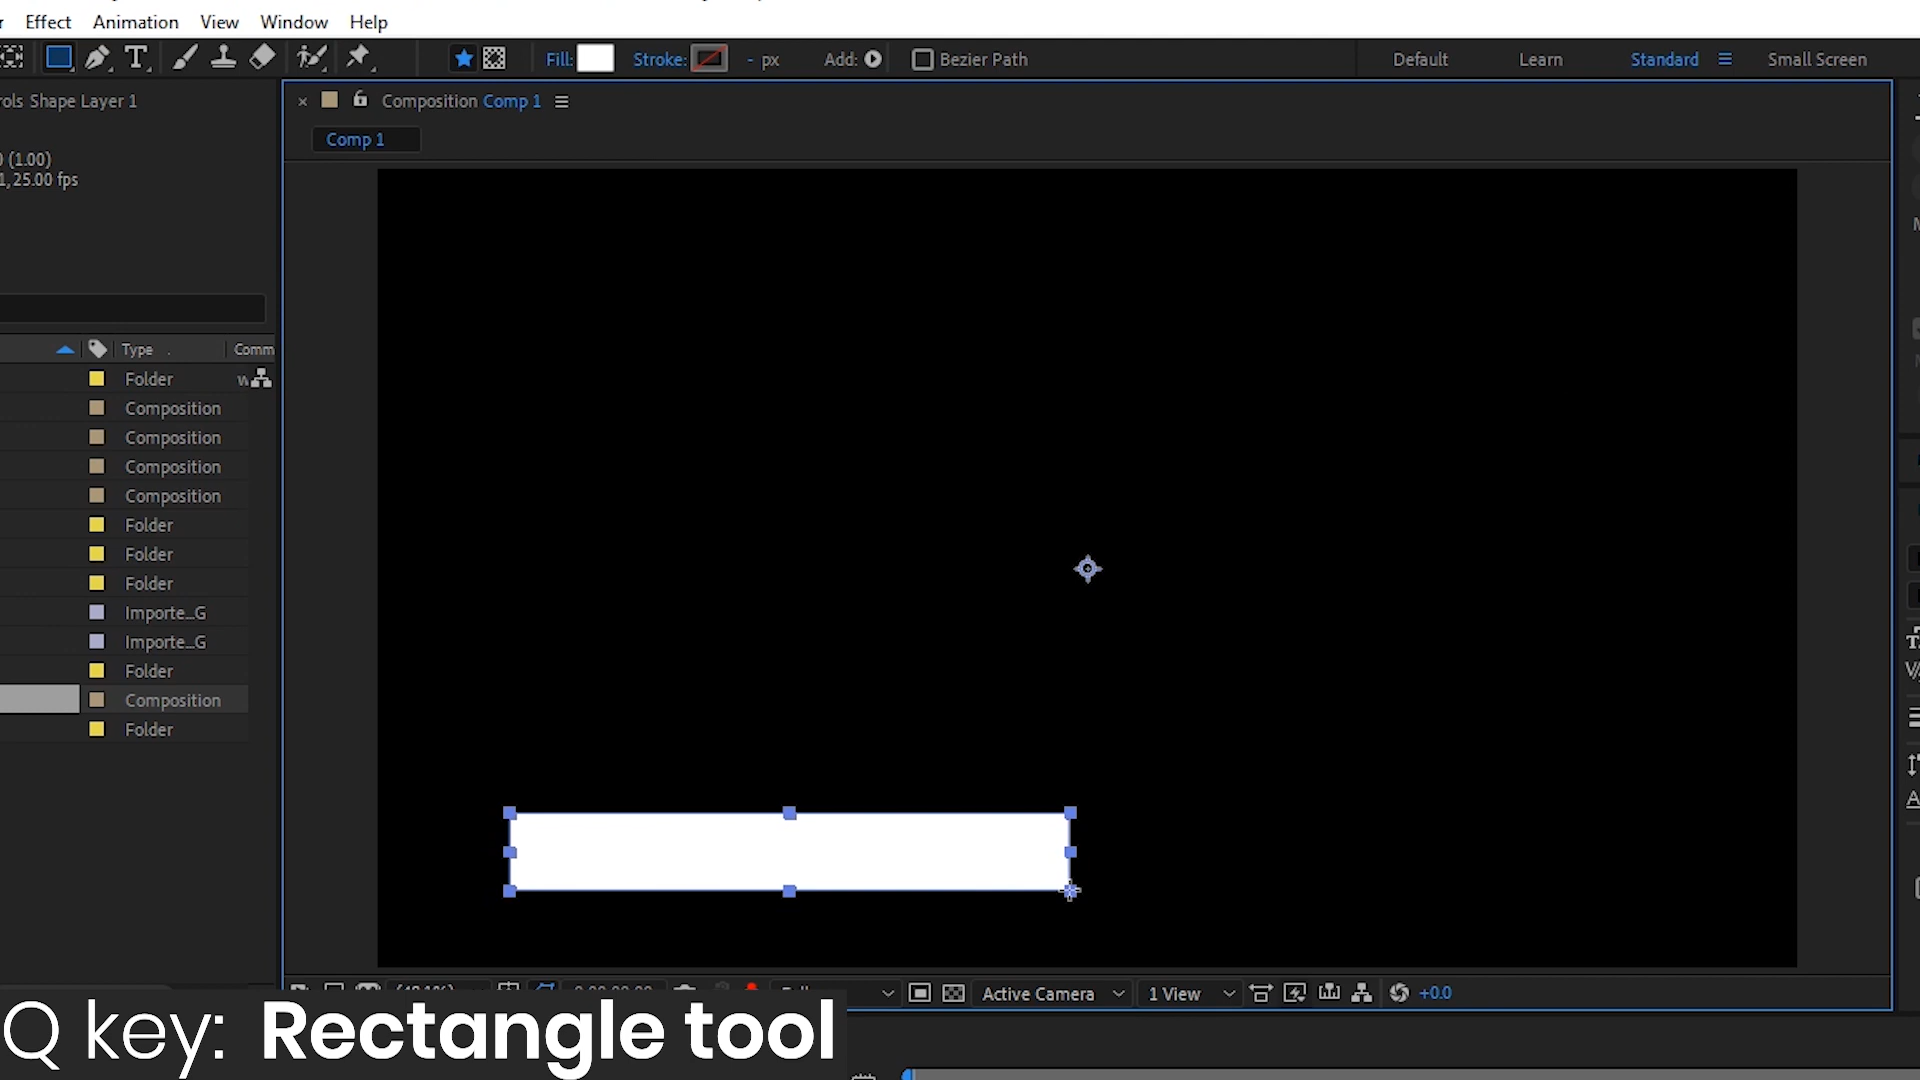 Effect Animation View Window Help
Fill: Stroke: - px Add: Bezier Path Default Learn Standard Small Screen
ols Shape Layer 1
Composition Comp 1
Comp 1
(1.00)
, 25.00 fps
Type Comm
Folder
Composition
Composition
Composition
Composition
Folder
Folder
Folder
Importe...G
Importe...G
Folder
Composition
Folder
Active Camera 1 View +0.0
Q key: Rectangle tool